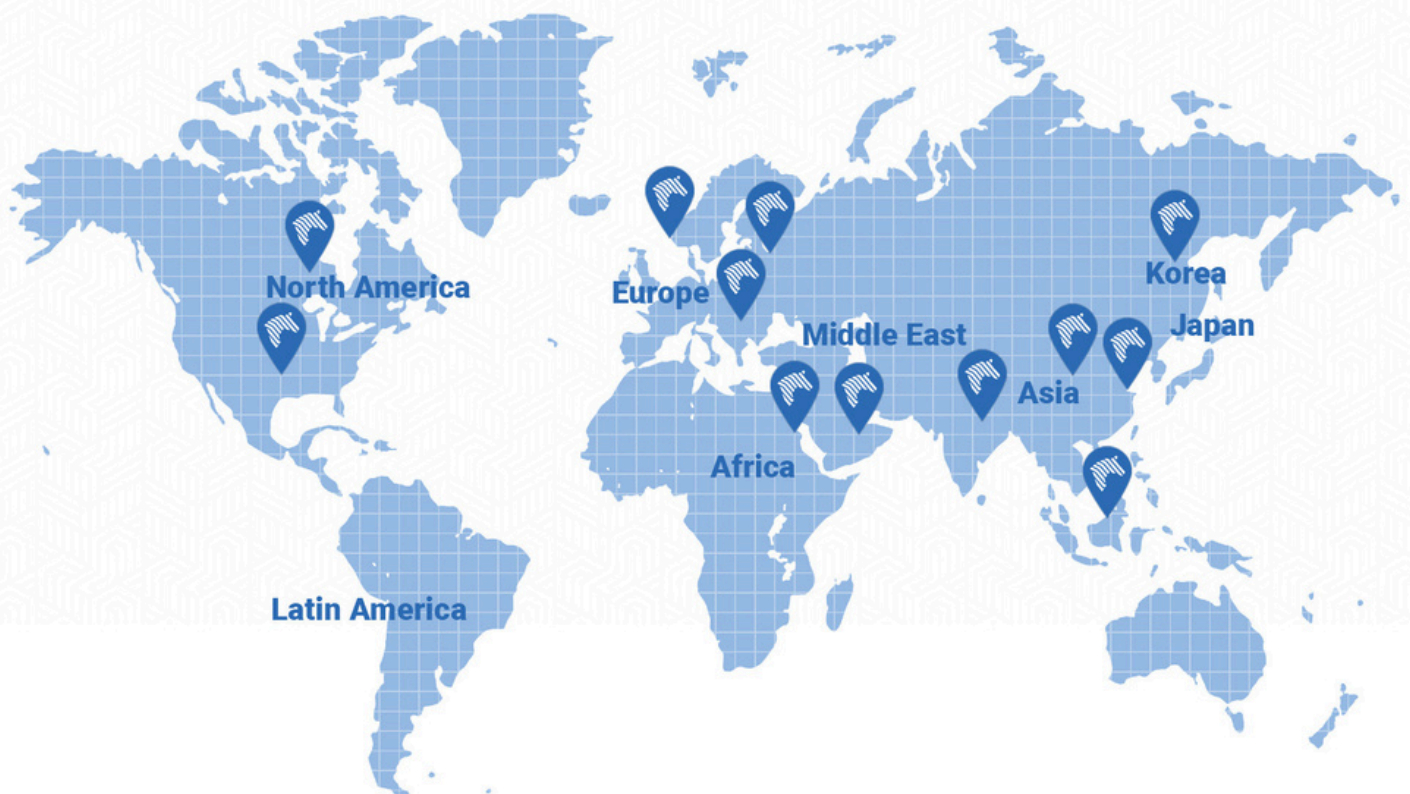 North America
Europe
Korea
Japan
Middle East
Asia
Africa
Latin America